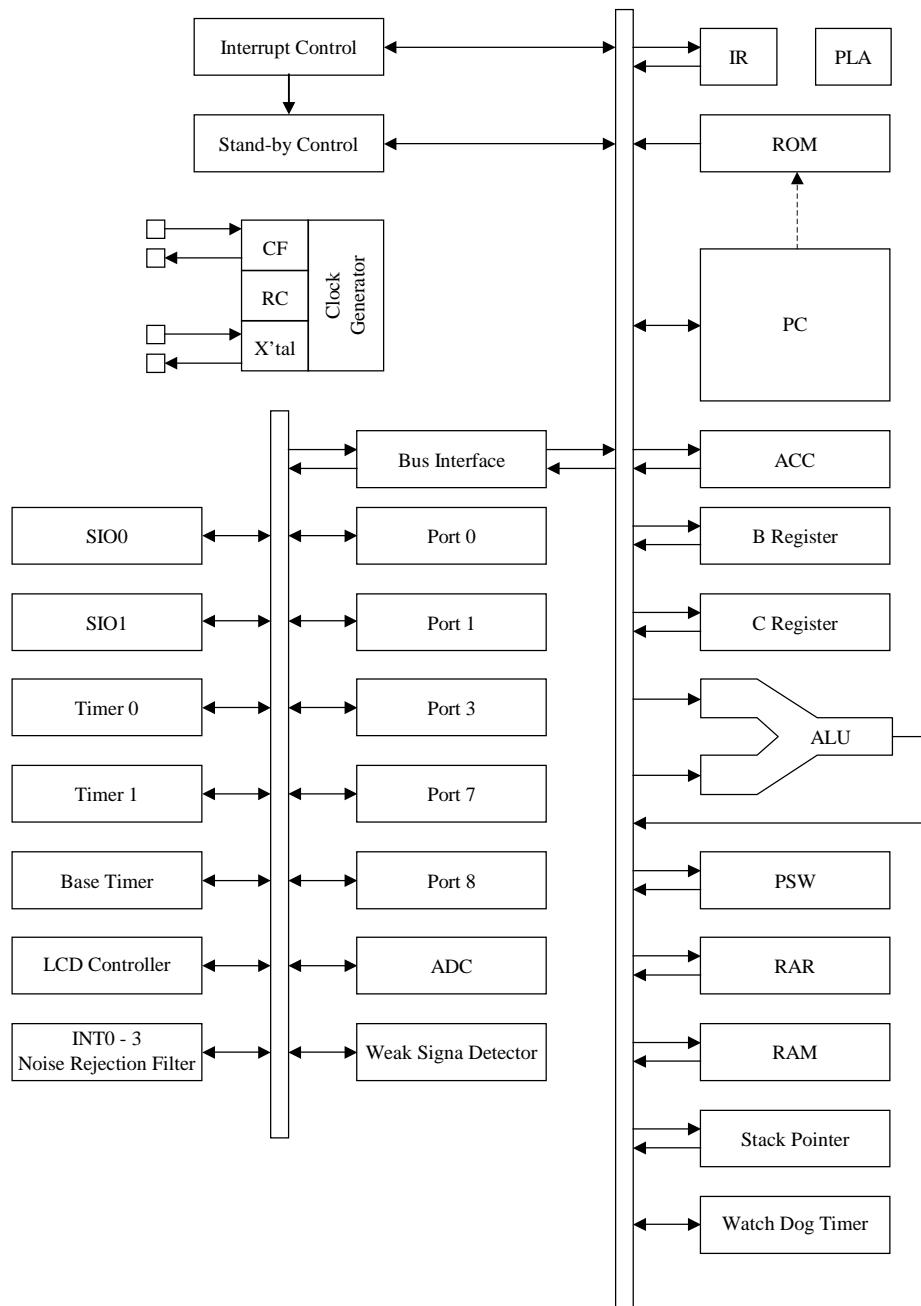 Interrupt Control
IR
PLA
Stand-by Control
ROM
CF
RC
X’tal
Clock
Generator
PC
Bus Interface
ACC
SIO0
Port 0
B Register
SIO1
Port 1
C Register
Timer 0
Port 3
ALU
Timer 1
Port 7
Base Timer
Port 8
PSW
LCD Controller
ADC
RAR
INT0 - 3
Noise Rejection Filter
Weak Signa Detector
RAM
Stack Pointer
Watch Dog Timer